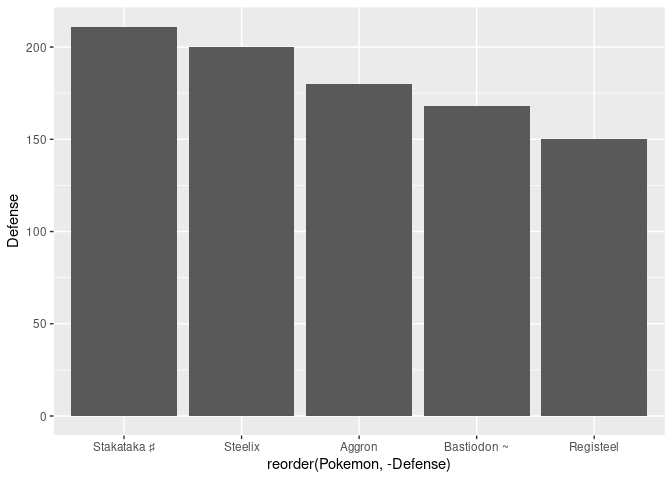 200
150
100
50
0
Defense
Stakataka ♯ Steelix Aggron Bastiodon ~ Registeel
reorder(Pokemon, -Defense)